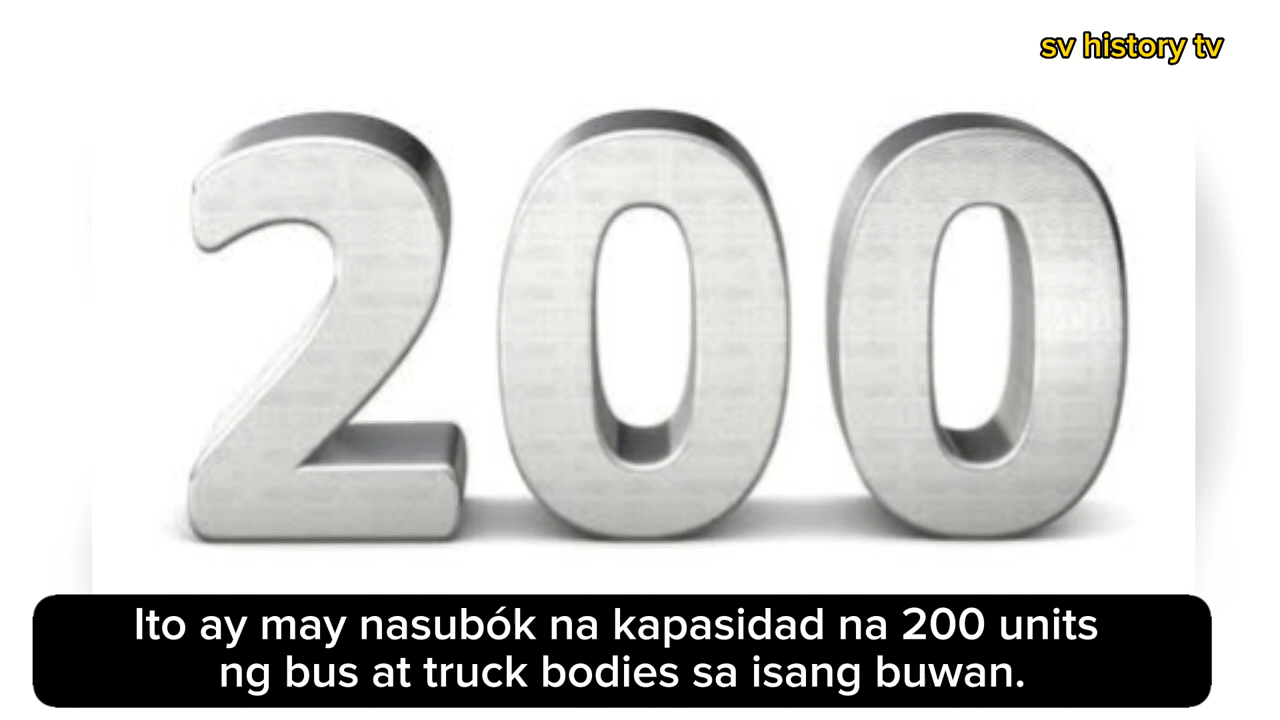 sv history tv
200
Ito ay may nasubók na kapasidad na 200 units
ng bus at truck bodies sa isang buwan.